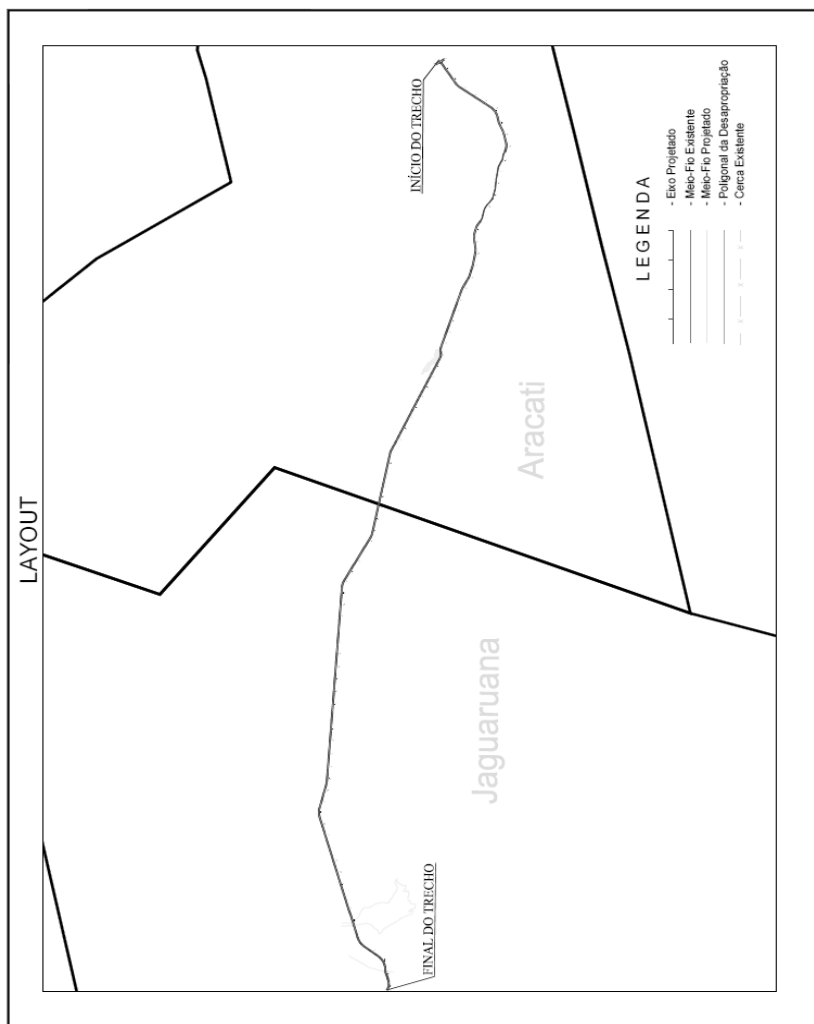 LAYOUT
INÍCIO DO TRECHO
LEGENDA
- Eixo Projetado
- Meio-Fio Existente
- Meio-Fio Projetado
- Poligonal da Desapropriação
- Cerca Existente
Aracati
Jaguaruana
FINAL DO TRECHO